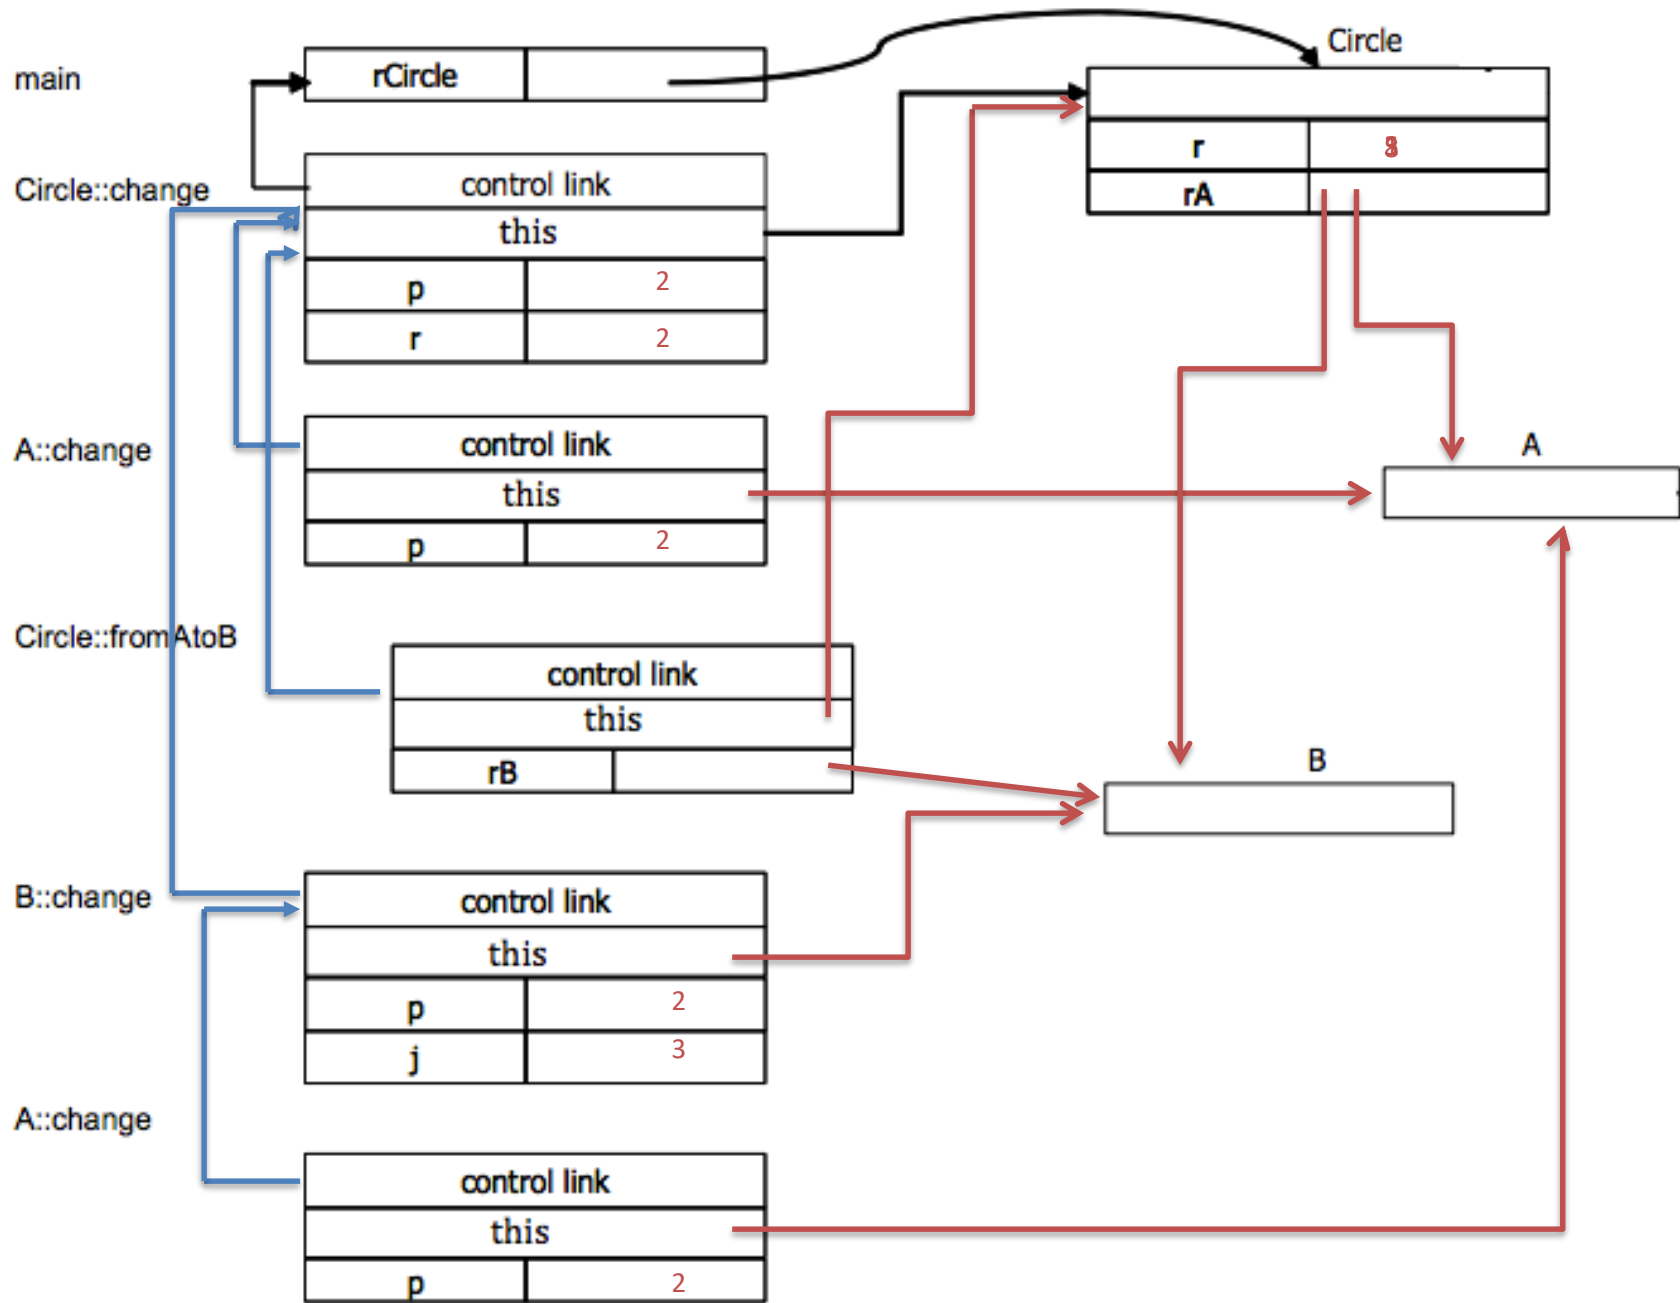 main
rCircle
Circle
r
rA
Circle::change
control link
this
p 2
r 2
A::change
control link
this
p 2
A
Circle::fromAtoB
control link
this
rB
B
B::change
control link
this
p 2
j 3
A::change
control link
this
p 2